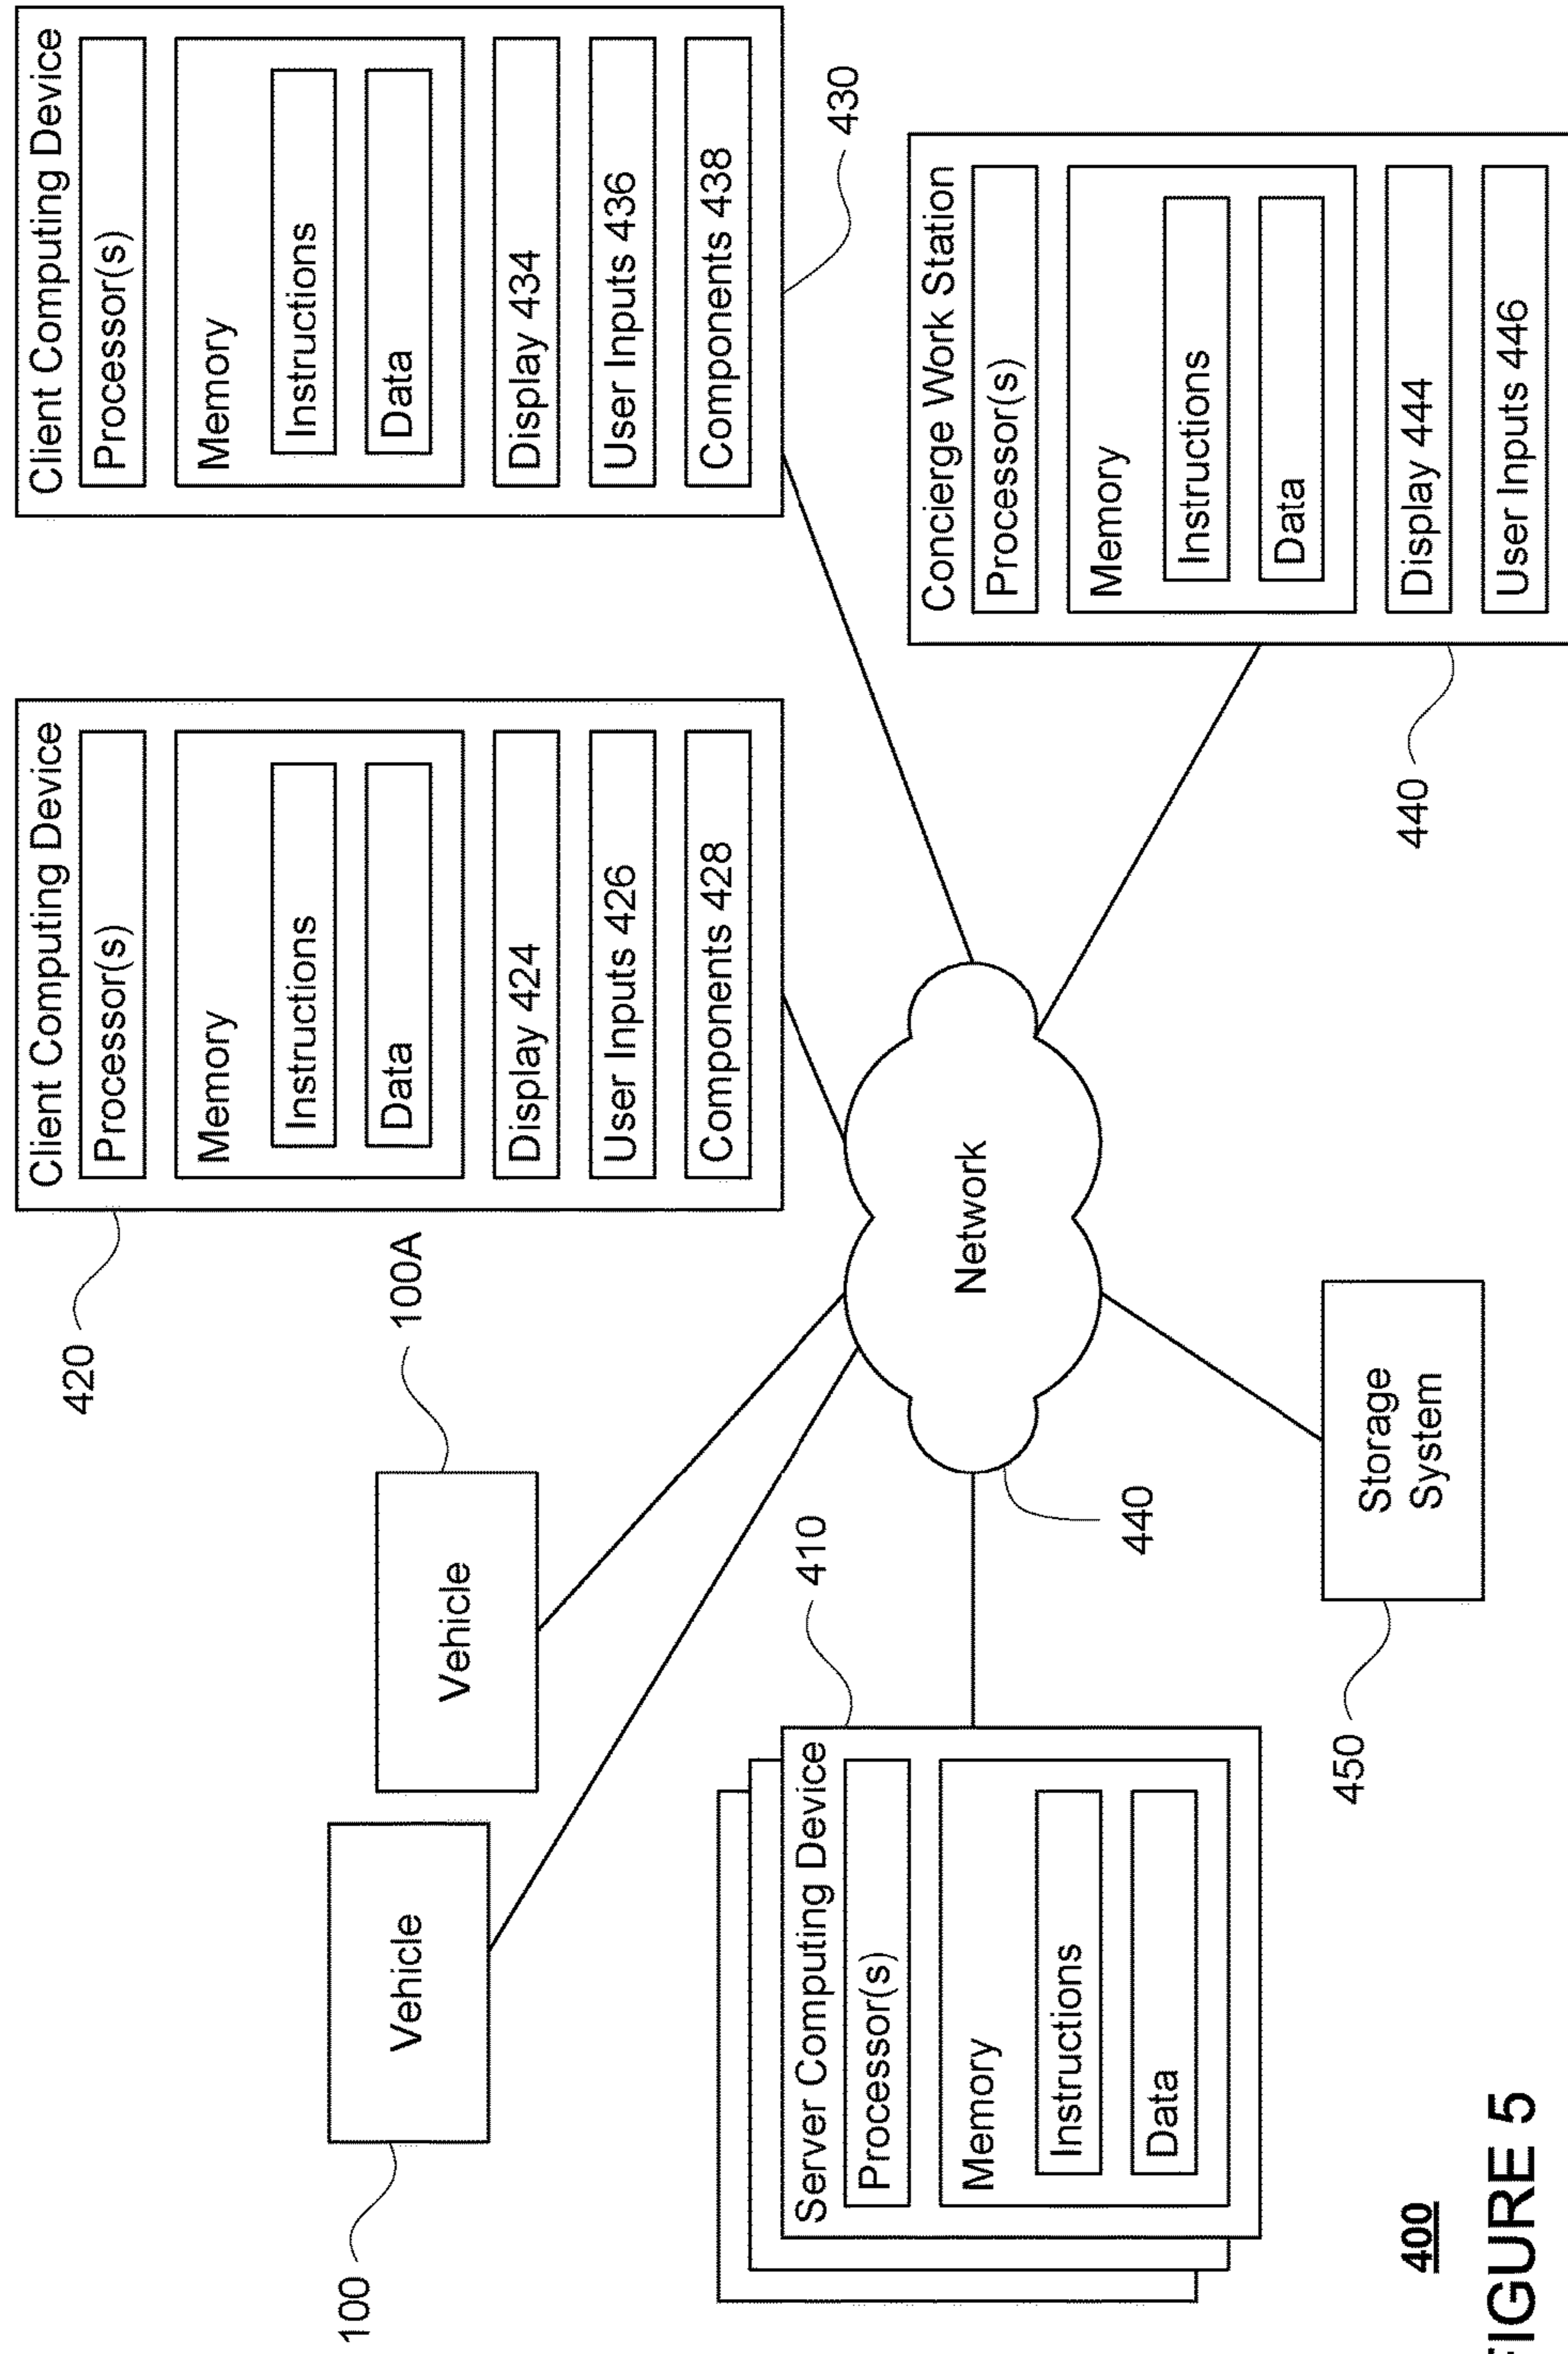 Client Computing Device
Processor(s)
Memory
Instructions
Data
Display 424
User Inputs 426
Components 428
420
Client Computing Device
Processor(s)
Memory
Instructions
Data
Display 434
User Inputs 436
Components 438
430
100
Vehicle
Vehicle
100A
Server Computing Device
Processor(s)
Memory
Instructions
Data
410
Network
440
Concierge Work Station
Processor(s)
Memory
Instructions
Data
Display 444
User Inputs 446
440
Storage
System
450
400
FIGURE 5